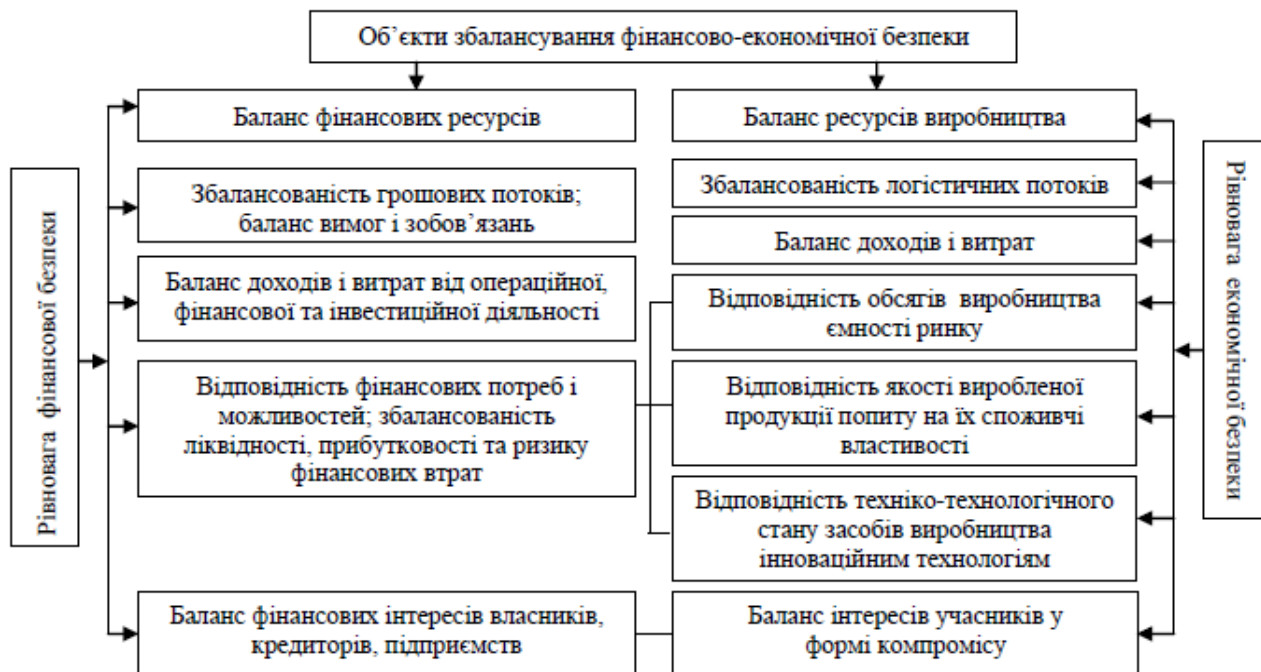 Об’єкти збалансування фінансово-економічної безпеки
Баланс фінансових ресурсів
Баланс ресурсів виробництва
Рівновага фінансової безпеки
Збалансованість грошових потоків;
баланс вимог і зобов’язань
Баланс доходів і витрат від операційної,
фінансової та інвестиційної діяльності
Відповідність фінансових потреб і
можливостей; збалансованість
ліквідності, прибутковості та ризику
фінансових втрат
Баланс фінансових інтересів власників,
кредиторів, підприємств
Збалансованість логістичних потоків
Баланс доходів і витрат
Відповідність обсягів виробництва
ємності ринку
Відповідність якості виробленої
продукції попиту на їх споживчі
властивості
Відповідність техніко-технологічного
стану засобів виробництва
інноваційним технологіям
Баланс інтересів учасників у
формі компромісу
Рівновага економічної безпеки